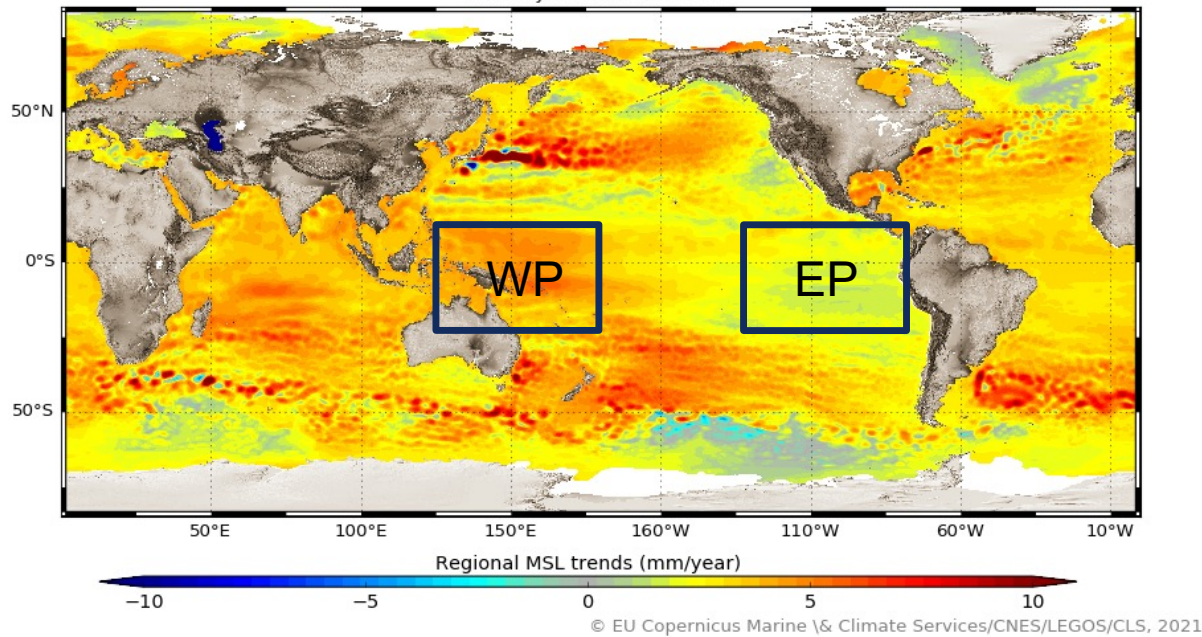 50°N
0°S
50°S
WP
EP
50°E 100°E 150°E 160°W 110°W 60°W 10°W
Regional MSL trends (mm/year)
−10 −5 0 5 10
© EU Copernicus Marine \& Climate Services/CNES/LEGOS/CLS, 2021